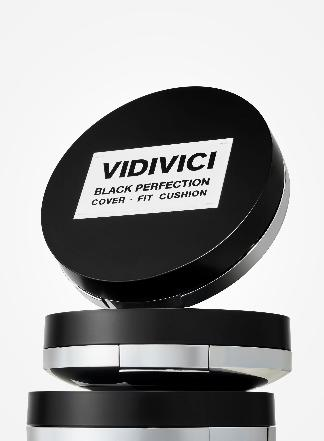 VIDIVICI
BLACK PERFECTION
COVER · FIT CUSHION